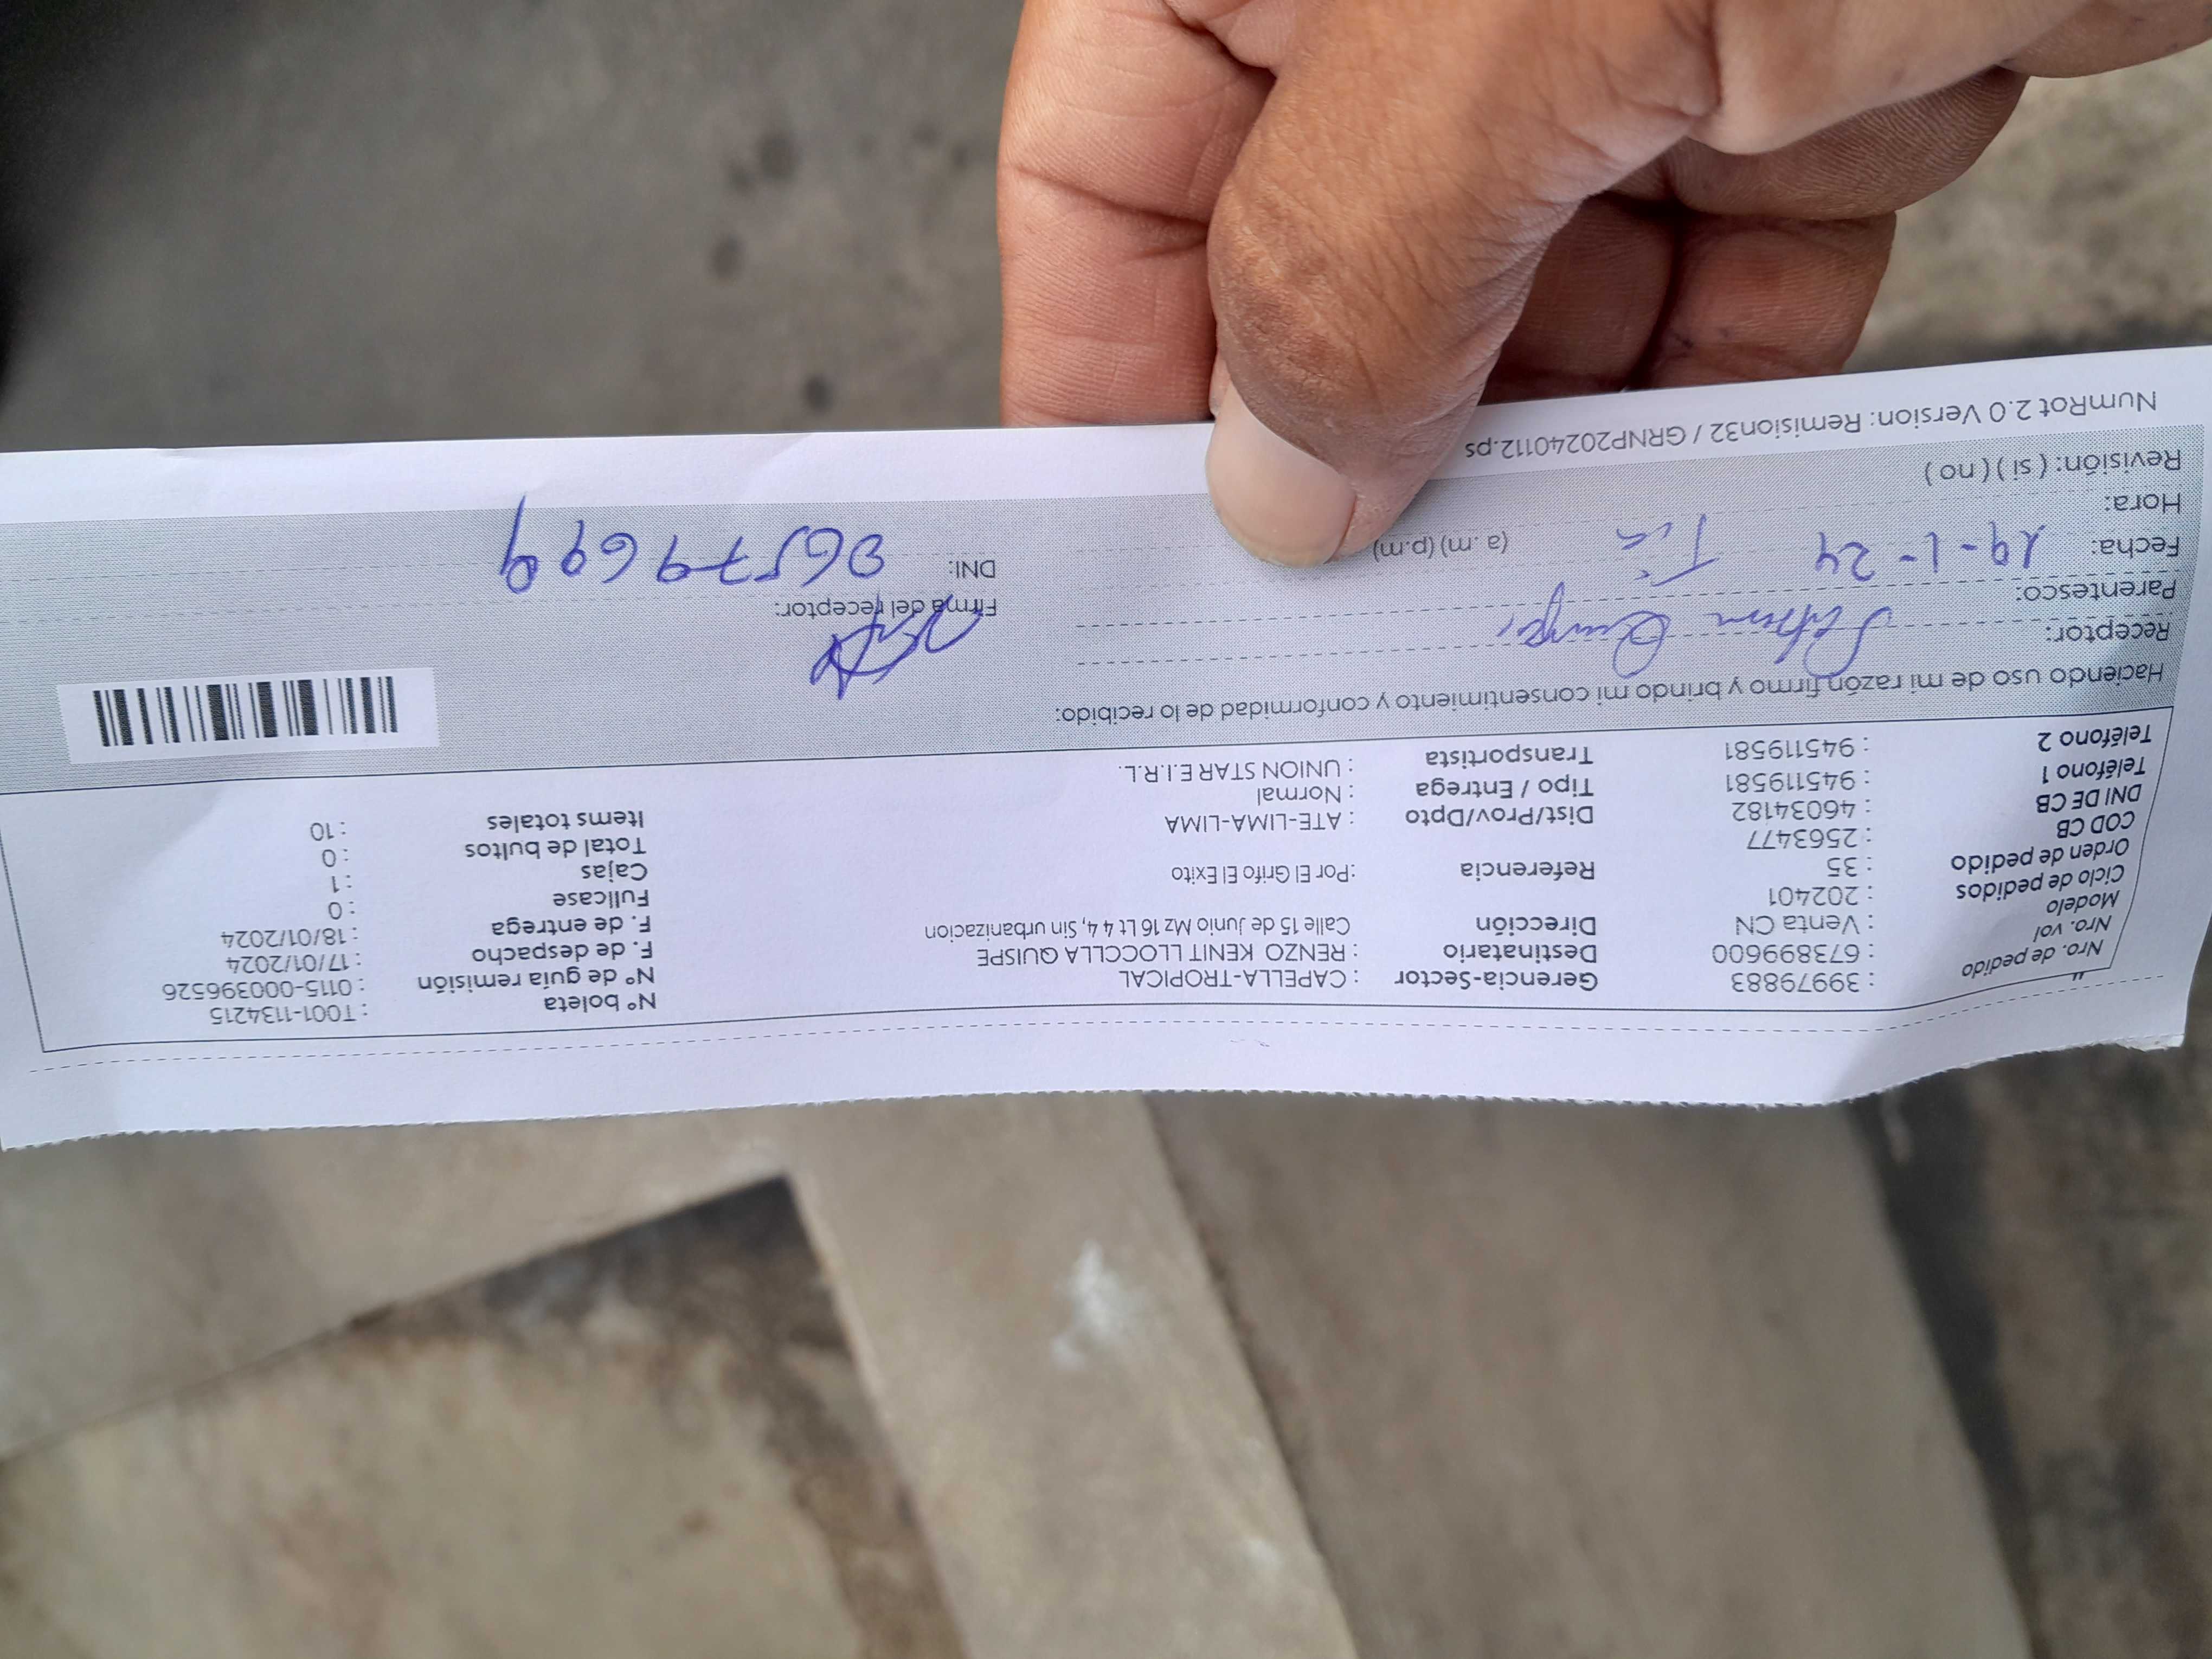 Nro. de pedido : 39979883
Nro. vol : 673899600
Modelo : Venta CN
Ciclo de pedidos : 202401
Orden de pedido : 35
COD CB : 2563477
DNI DE CB : 46034182
Teléfono 1 : 945119581
Teléfono 2 : 945119581
Gerencia-Sector : CAPELLA-TROPICAL
Destinatario : RENZO KENIT LLOCCLLA QUISPE
Dirección Calle 15 de Junio Mz 16 Lt 4 4, Sin urbanizacion
Referencia :Por El Grifo El Exito
Dist/Prov/Dpto : ATE-LIMA-LIMA
Tipo / Entrega : Normal
Transportista : UNION STAR E.I.R.L.
Nº boleta : T001-1134215
Nº de guía remisión : 0115-000396526
F. de despacho : 17/01/2024
F. de entrega : 18/01/2024
Fullcase : 0
Cajas : 1
Total de bultos : 0
Items totales : 10
Haciendo uso de mi razón firmo y brindo mi consentimiento y conformidad de lo recibido:
Receptor:
Parentesco: Tia
Fecha: 19-1-24
Hora: (a.m) (p.m)
Revisión: ( si ) ( no )
Firma del receptor:
DNI: 06579699
NumRot 2.0 Version: Remision32 / GRNP20240112.ps